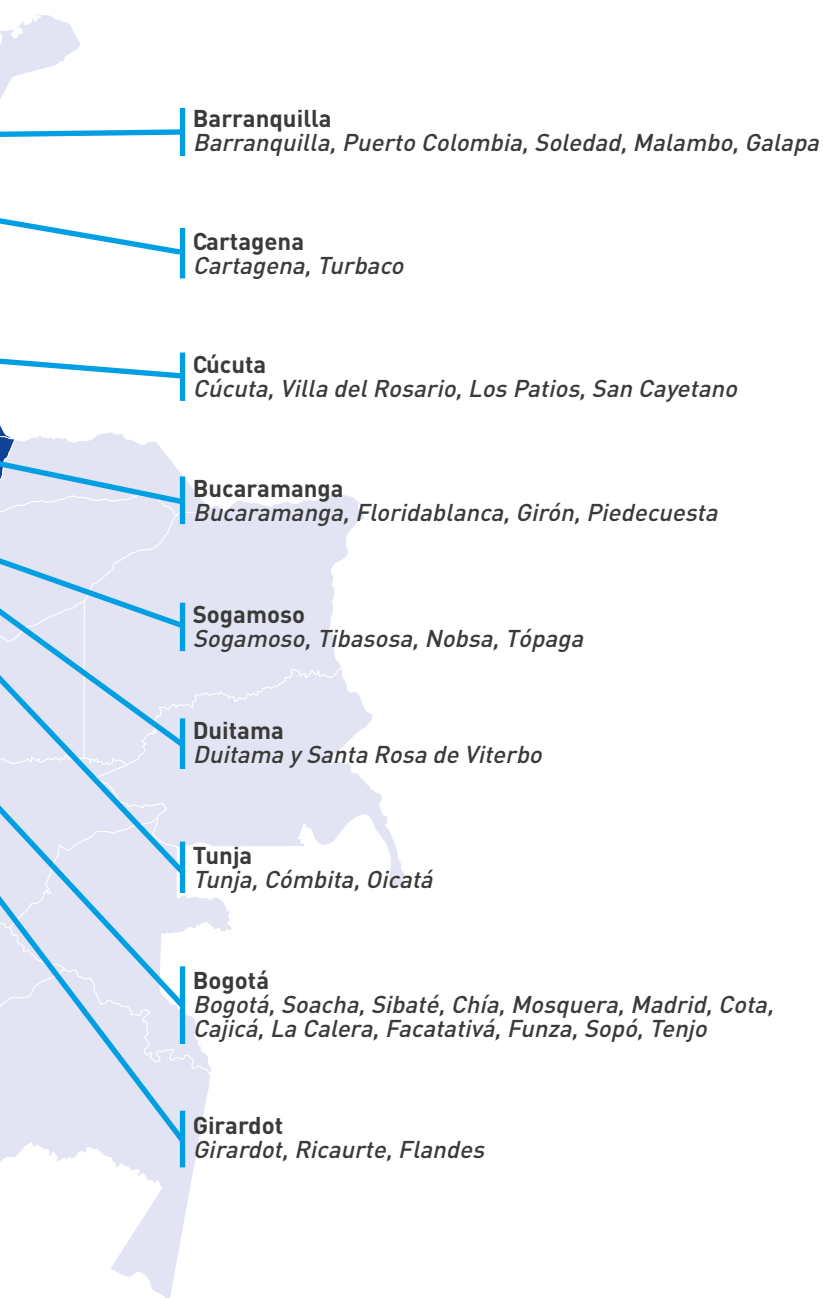 Barranquilla
Barranquilla, Puerto Colombia, Soledad, Malambo, Galapa
Cartagena
Cartagena, Turbaco
Cúcuta
Cúcuta, Villa del Rosario, Los Patios, San Cayetano
Bucaramanga
Bucaramanga, Floridablanca, Girón, Piedecuesta
Sogamoso
Sogamoso, Tibasosa, Nobsa, Tópaga
Duitama
Duitama y Santa Rosa de Viterbo
Tunja
Tunja, Cómbita, Oicatá
Bogotá
Bogotá, Soacha, Sibaté, Chía, Mosquera, Madrid, Cota,
Cajicá, La Calera, Facatativá, Funza, Sopó, Tenjo
Girardot
Girardot, Ricaurte, Flandes